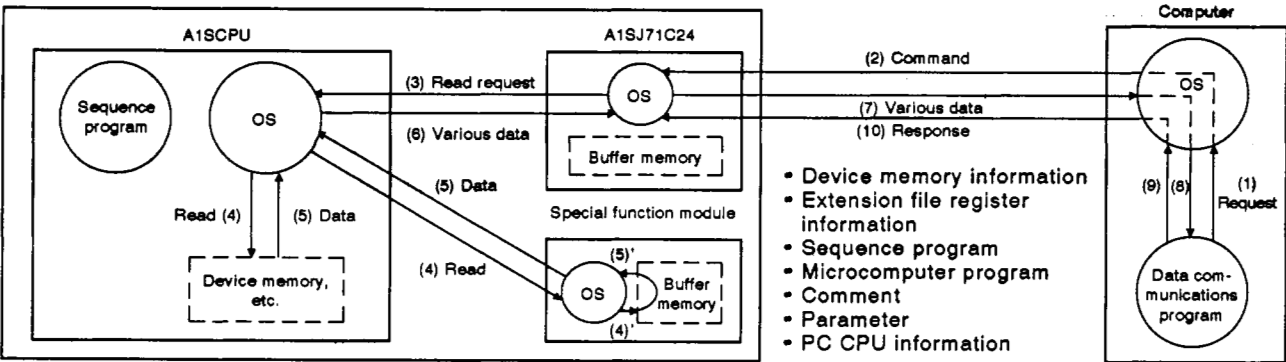 A1SCPU
Sequence
program
OS
(3) Read request
(6) Various data
Read (4)
(5) Data
Device memory,
etc.
(5) Data
(4) Read
A1SJ71C24
OS
Buffer memory
Special function module
OS
(5)'
Buffer
memory
(4)'
(2) Command
(7) Various data
(10) Response
• Device memory information
• Extension file register
information
• Sequence program
• Microcomputer program
• Comment
• Parameter
• PC CPU information
Computer
OS
(9)
(8)
(1)
Request
Data com-
munications
program